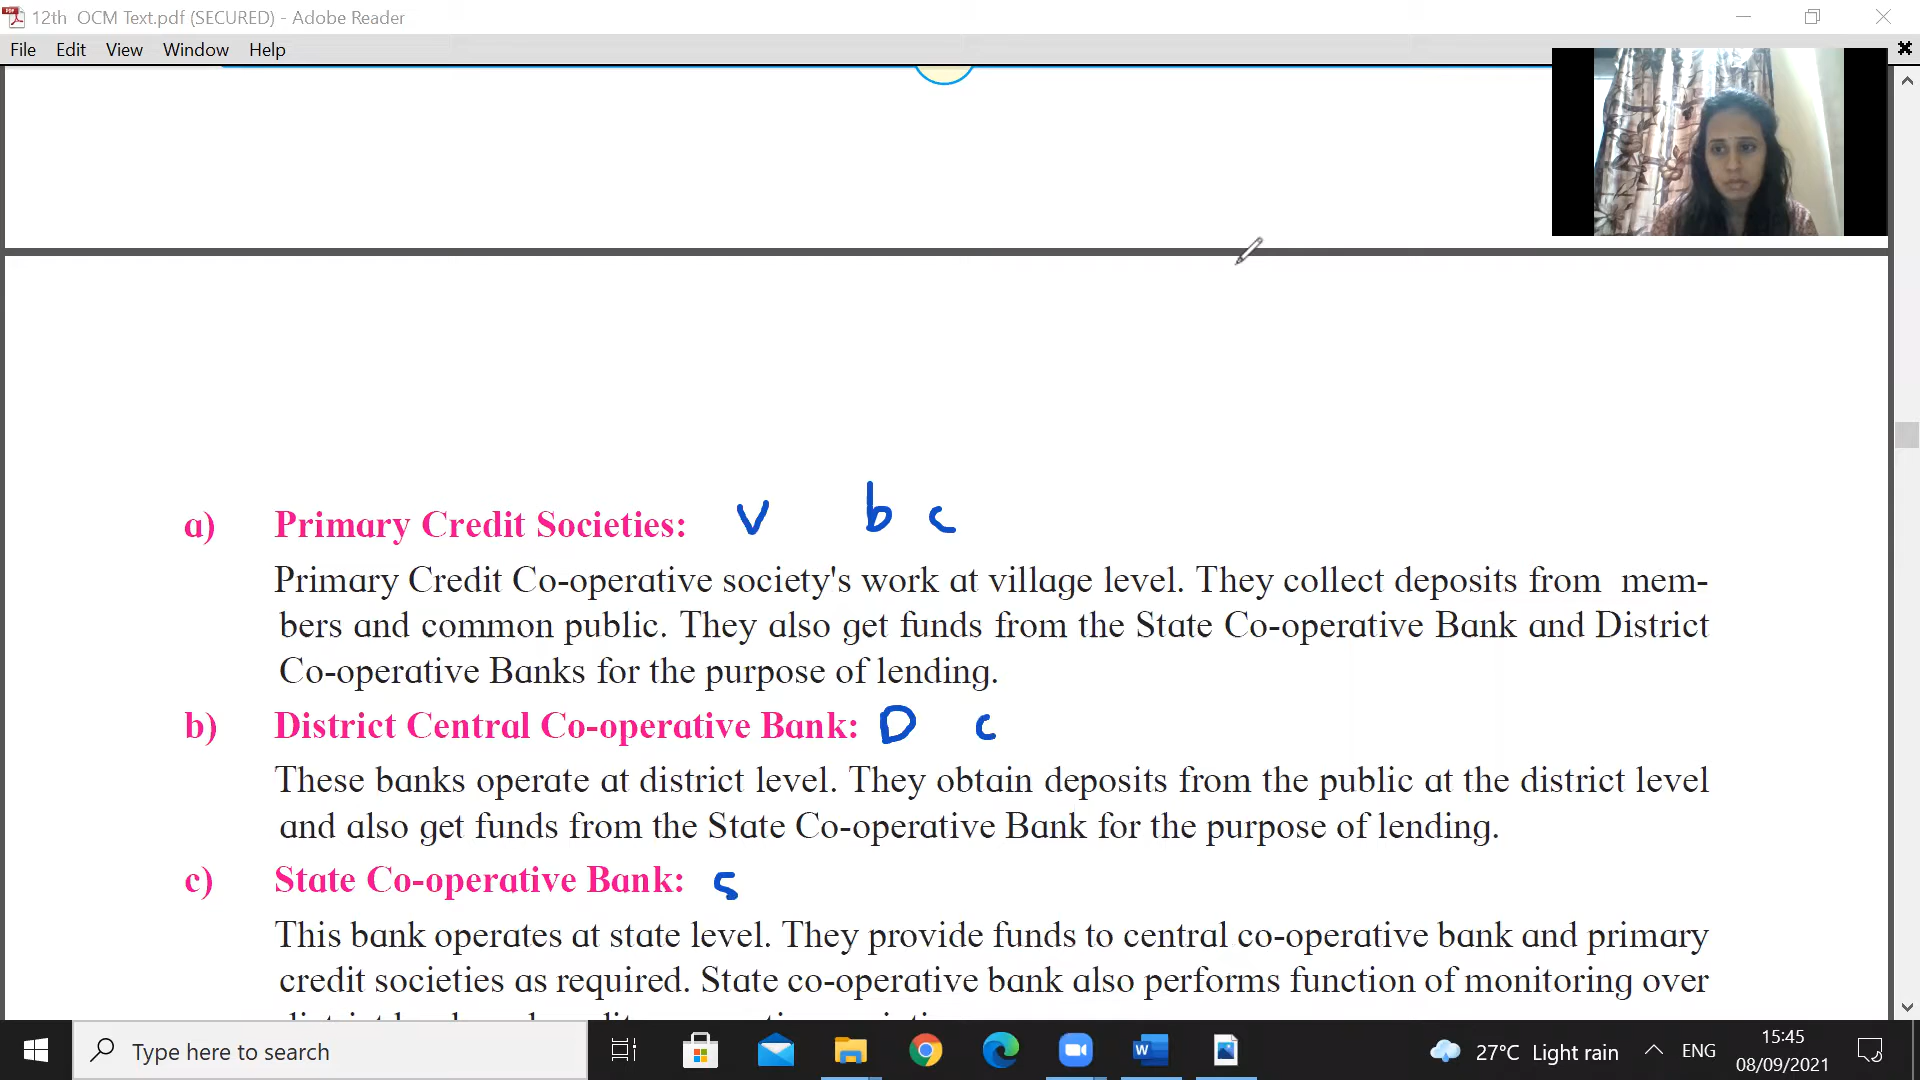 12th OCM Text.pdf (SECURED) - Adobe Reader
File Edit View Window Help
a) Primary Credit Societies: v b c
Primary Credit Co-operative society's work at village level. They collect deposits from mem-
bers and common public. They also get funds from the State Co-operative Bank and District
Co-operative Banks for the purpose of lending.
b) District Central Co-operative Bank: D c
These banks operate at district level. They obtain deposits from the public at the district level
and also get funds from the State Co-operative Bank for the purpose of lending.
c) State Co-operative Bank: s
This bank operates at state level. They provide funds to central co-operative bank and primary
credit societies as required. State co-operative bank also performs function of monitoring over
Type here to search
27°C Light rain
ENG
15:45
08/09/2021